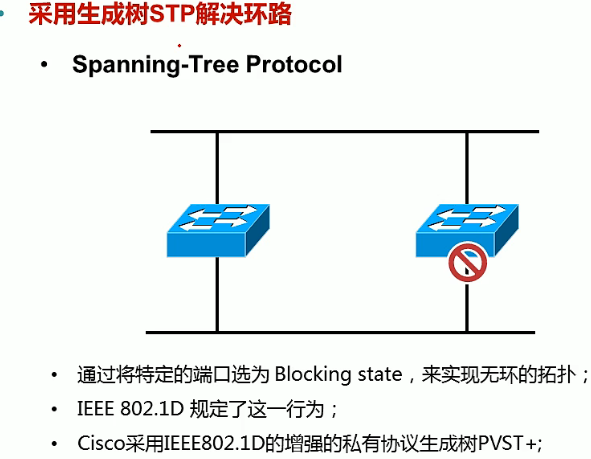 • 采用生成树STP解决环路
• Spanning-Tree Protocol
• 通过将特定的端口选为 Blocking state，来实现无环的拓扑；
• IEEE 802.1D 规定了这一行为；
• Cisco采用IEEE802.1D的增强的私有协议生成树PVST+;